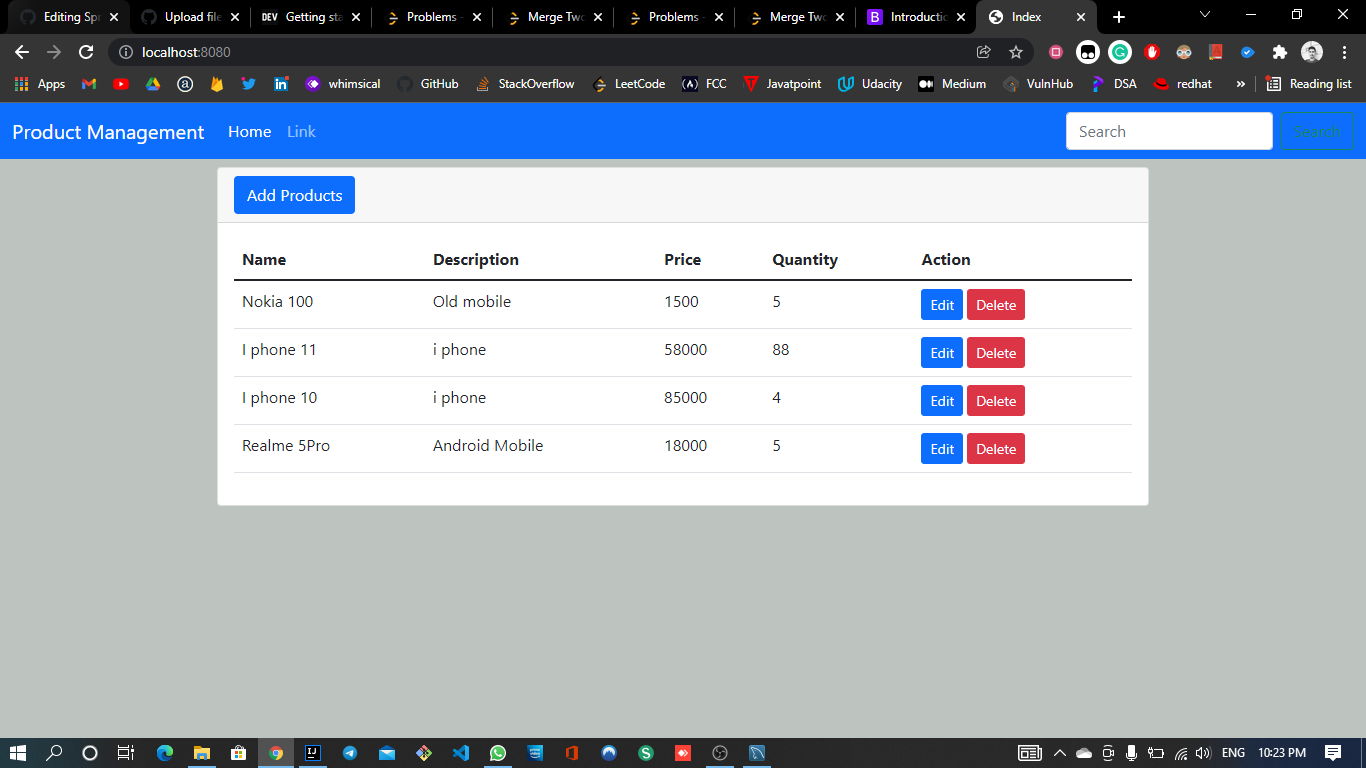 Editing Spr
Upload file
DEV Getting sta
Problems -
Merge Two
Problems -
Merge Two
B Introductio
Index
localhost:8080
Apps
whimsical
GitHub
StackOverflow
LeetCode
FCC
Javatpoint
Udacity
Medium
VulnHub
DSA
redhat
»
Reading list
Product Management Home Link Search Search
Add Products
Name Description Price Quantity Action
Nokia 100 Old mobile 1500 5 Edit Delete
I phone 11 i phone 58000 88 Edit Delete
I phone 10 i phone 85000 4 Edit Delete
Realme 5Pro Android Mobile 18000 5 Edit Delete
ENG 10:23 PM